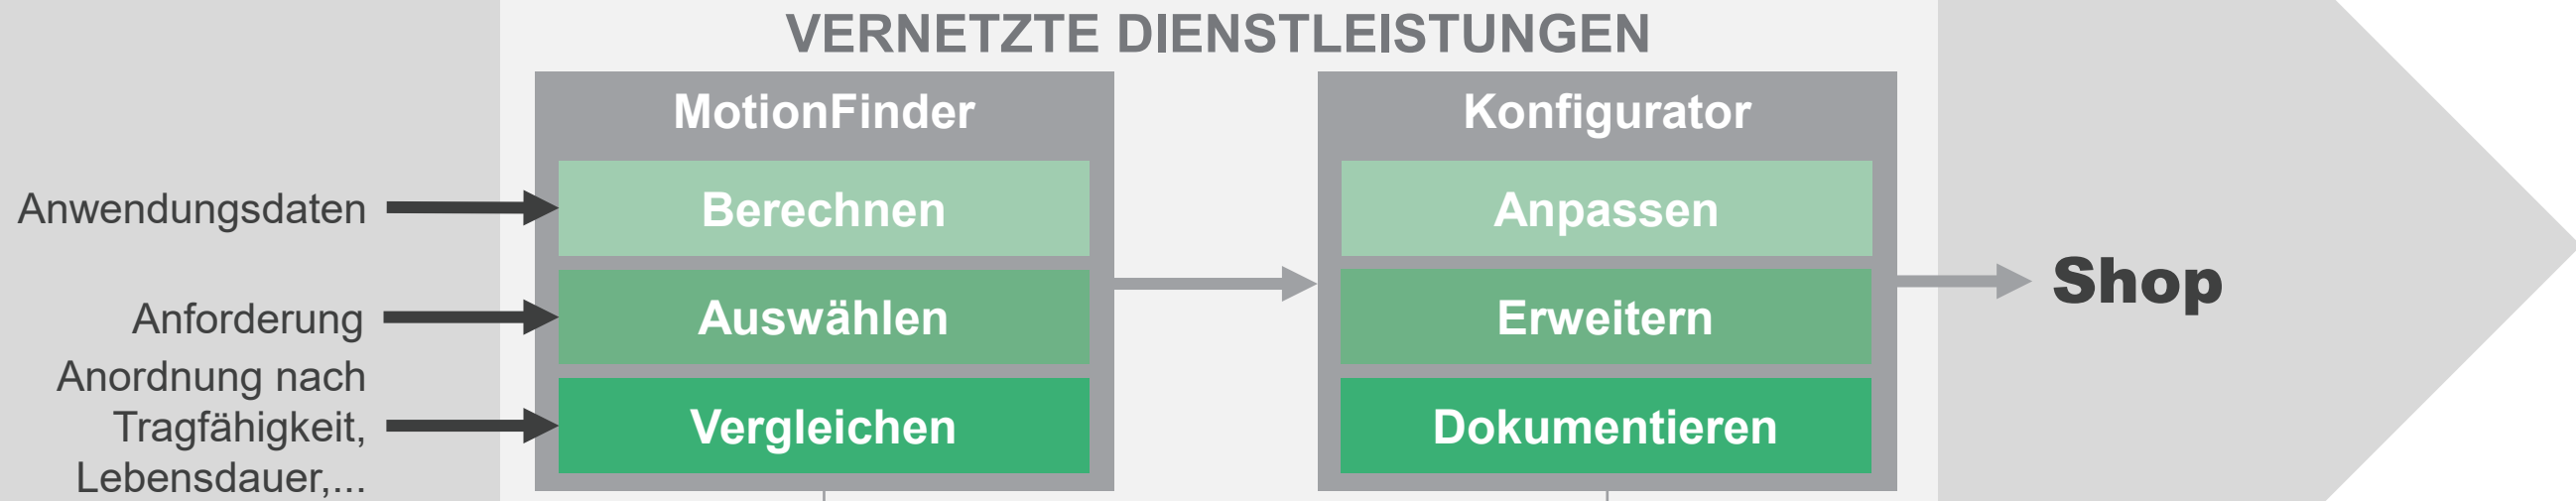 VERNETZTE DIENSTLEISTUNGEN
MotionFinder
Konfigurator
Anwendungsdaten
Berechnen
Anpassen
Anforderung
Auswählen
Erweitern
Shop
Anordnung nach
Tragfähigkeit,
Lebensdauer,...
Vergleichen
Dokumentieren